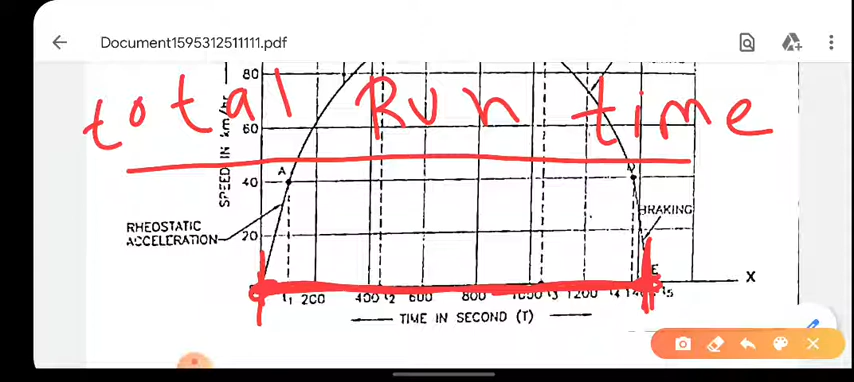 Document1595312511111.pdf
80
total Run time
60
SPEED IN km/hr
A
40
RHEOSTATIC
ACCELERATION
BRAKING
20
E
X
t1 200 400 t2 600 800 1000 t3 1200 t4 1400 t5
TIME IN SECOND (T)